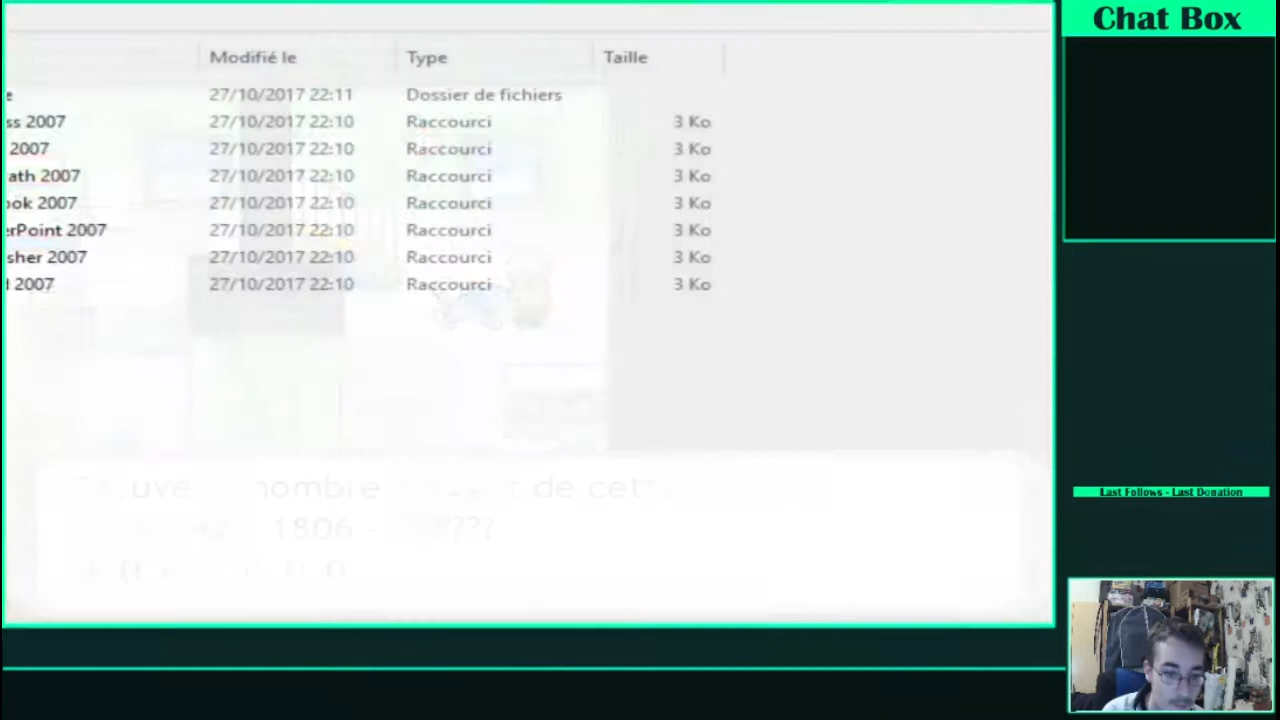 Chat Box
Modifié le Type Taille
e 27/10/2017 22:11 Dossier de fichiers
ss 2007 27/10/2017 22:10 Raccourci 3 Ko
2007 27/10/2017 22:10 Raccourci 3 Ko
ath 2007 27/10/2017 22:10 Raccourci 3 Ko
ook 2007 27/10/2017 22:10 Raccourci 3 Ko
erPoint 2007 27/10/2017 22:10 Raccourci 3 Ko
sher 2007 27/10/2017 22:10 Raccourci 3 Ko
d 2007 27/10/2017 22:10 Raccourci 3 Ko
nombre de cett
1806 - ???
Last Follows - Last Donation